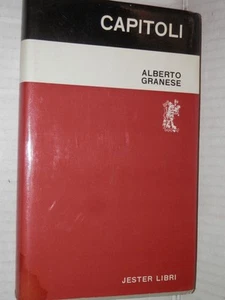 CAPITOLI
ALBERTO
GRANESE
JESTER LIBRI